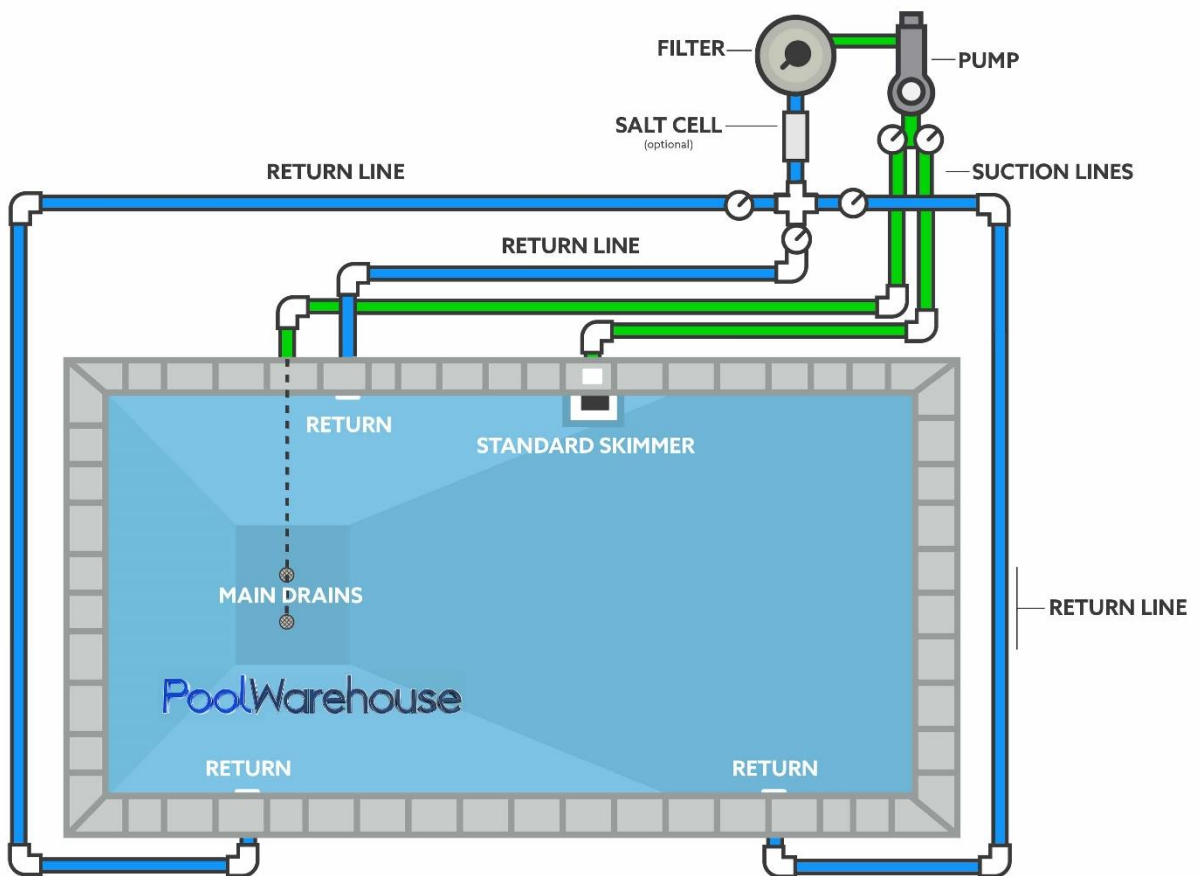 FILTER
PUMP
SALT CELL
(optional)
RETURN LINE
SUCTION LINES
RETURN LINE
RETURN
STANDARD SKIMMER
MAIN DRAINS
RETURN LINE
PoolWarehouse
RETURN
RETURN